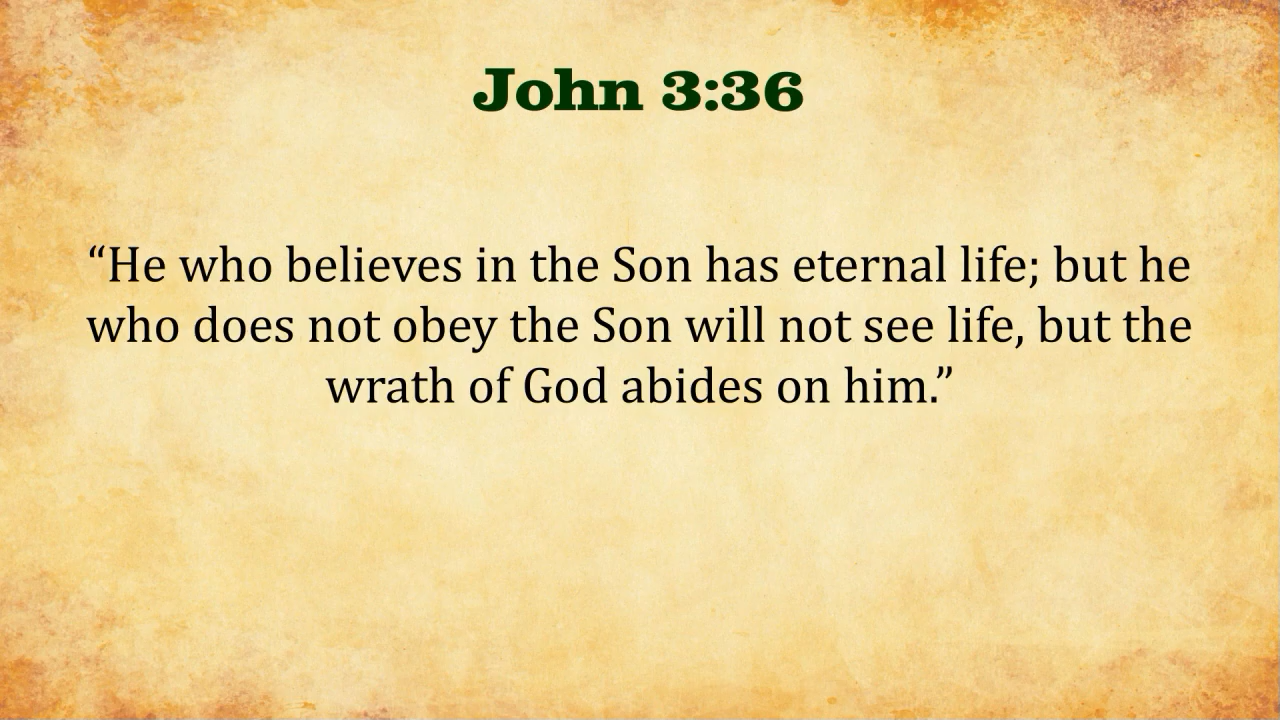 John 3:36
“He who believes in the Son has eternal life; but he
who does not obey the Son will not see life, but the
wrath of God abides on him.”